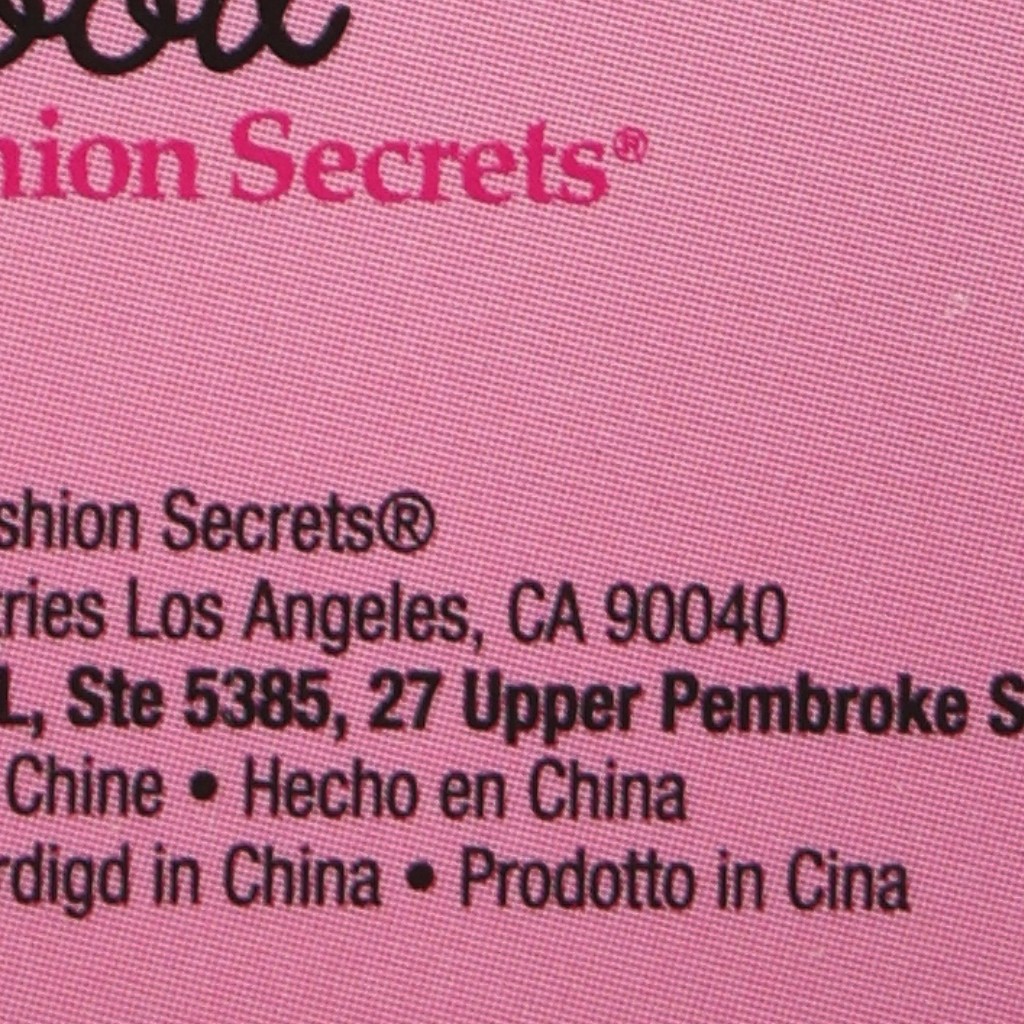 hion Secrets®
shion Secrets®
ries Los Angeles, CA 90040
L, Ste 5385, 27 Upper Pembroke S
Chine • Hecho en China
rdigd in China • Prodotto in Cina